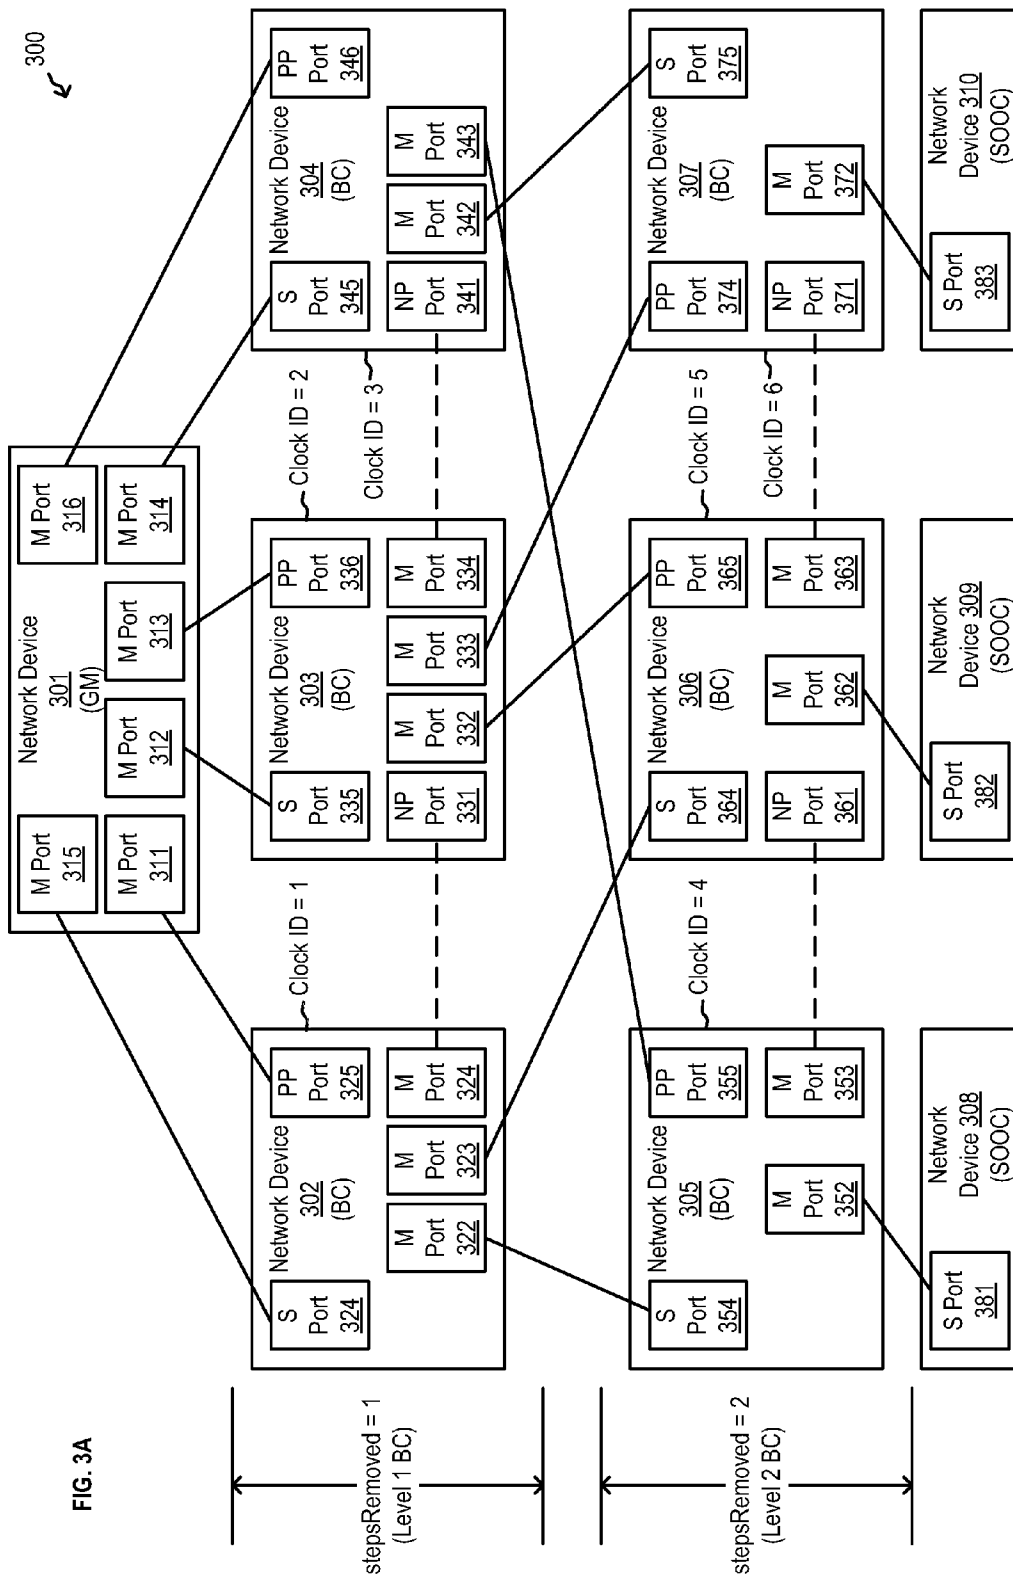 FIG. 3A
300
Network Device
301
(GM)
M Port
315
M Port
316
M Port
311
M Port
312
M Port
313
M Port
314
stepsRemoved = 1
(Level 1 BC)
Clock ID = 1
Clock ID = 2
Clock ID = 3
S
Port
324
Network Device
302
(BC)
PP
Port
325
M
Port
322
M
Port
323
M
Port
324
S
Port
335
Network Device
303
(BC)
PP
Port
336
NP
Port
331
M
Port
332
M
Port
333
M
Port
334
S
Port
345
Network Device
304
(BC)
PP
Port
346
NP
Port
341
M
Port
342
M
Port
343
stepsRemoved = 2
(Level 2 BC)
Clock ID = 4
Clock ID = 5
Clock ID = 6
S
Port
354
Network Device
305
(BC)
PP
Port
355
M
Port
352
M
Port
353
S
Port
364
Network Device
306
(BC)
PP
Port
365
NP
Port
361
M
Port
362
M
Port
363
PP
Port
374
Network Device
307
(BC)
S
Port
375
NP
Port
371
M
Port
372
S Port
381
Network
Device 308
(SOOC)
S Port
382
Network
Device 309
(SOOC)
S Port
383
Network
Device 310
(SOOC)